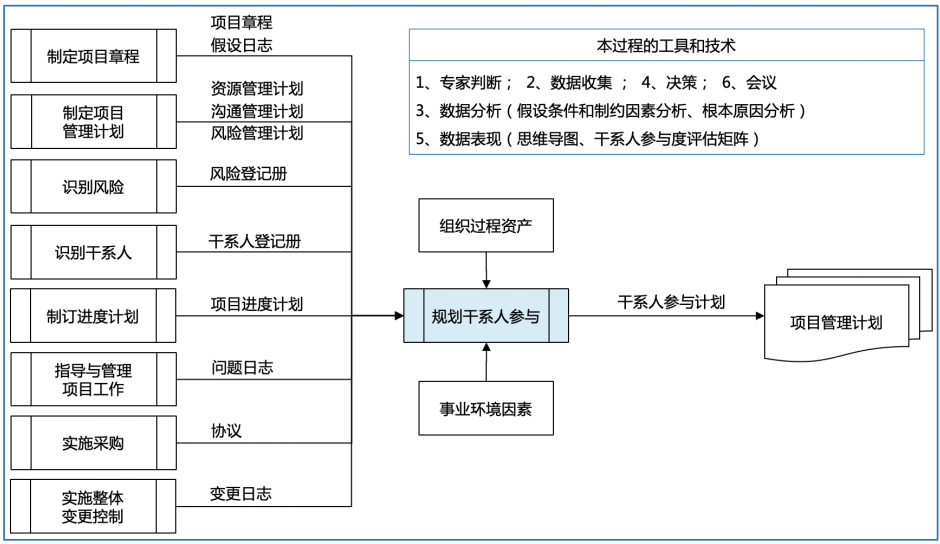 项目章程
假设日志
制定项目章程
资源管理计划
沟通管理计划
风险管理计划
制定项目
管理计划
风险登记册
识别风险
干系人登记册
识别干系人
项目进度计划
制订进度计划
问题日志
指导与管理
项目工作
协议
实施采购
变更日志
实施整体
变更控制
本过程的工具和技术
1、专家判断； 2、数据收集 ； 4、决策； 6、会议
3、数据分析（假设条件和制约因素分析、根本原因分析）
5、数据表现（思维导图、干系人参与度评估矩阵）
组织过程资产
规划干系人参与
事业环境因素
干系人参与计划
项目管理计划